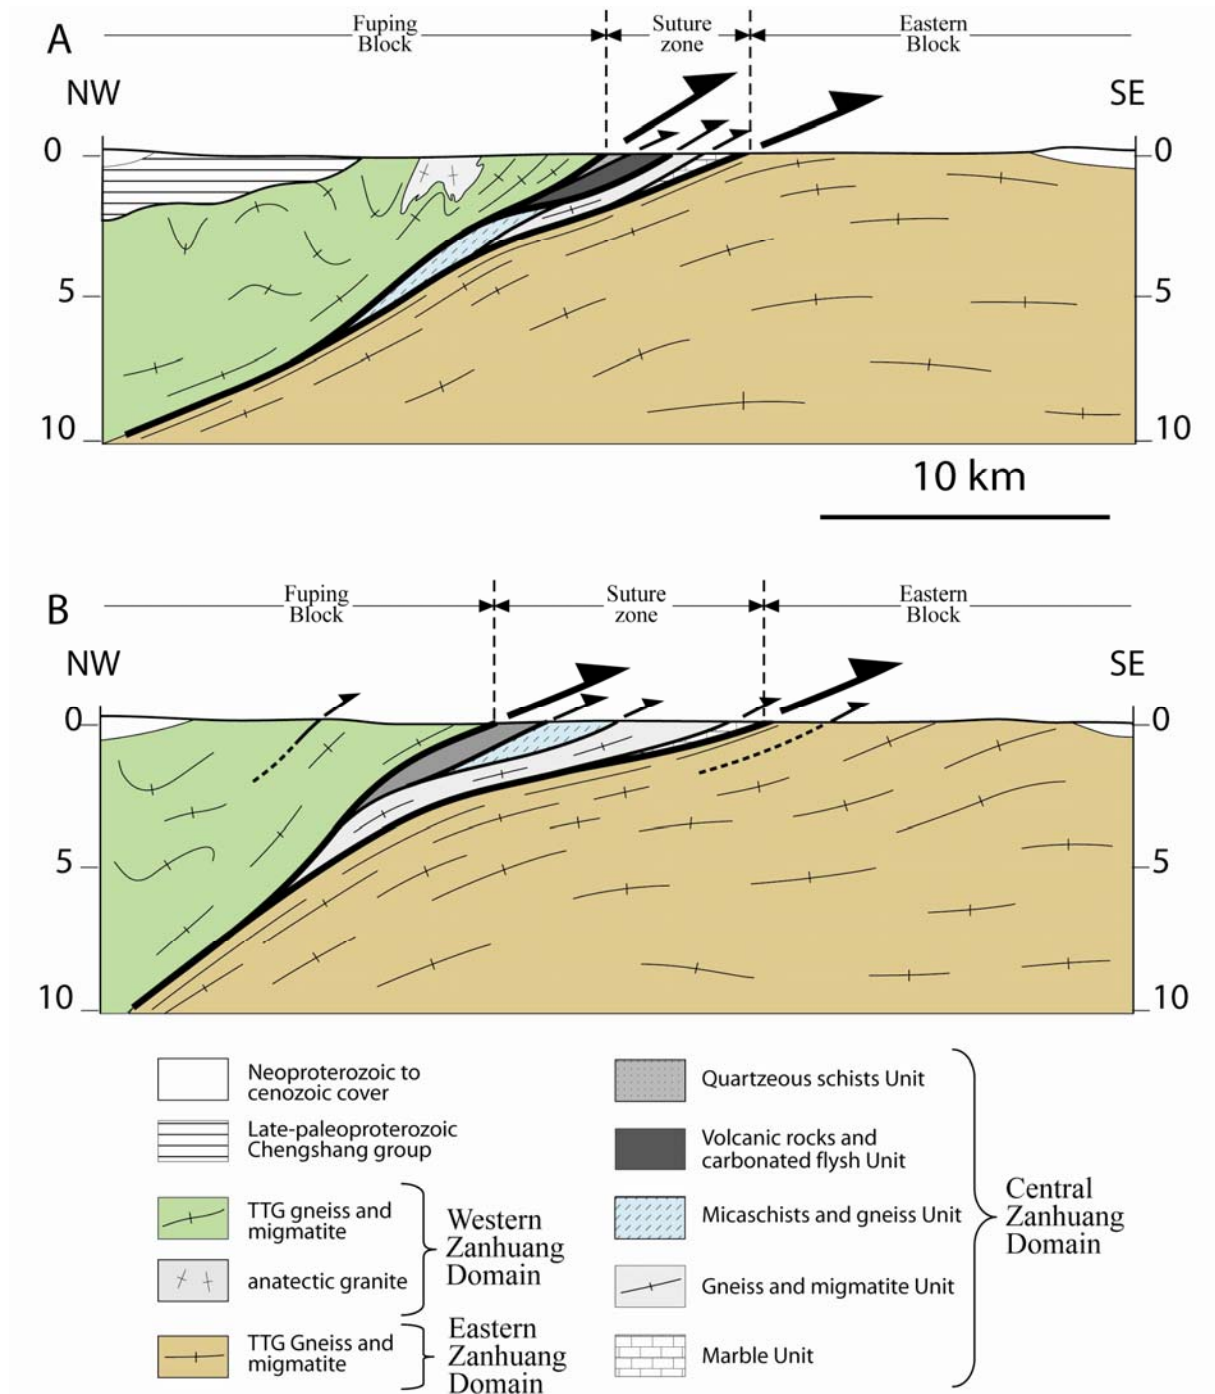 A
Fuping
Block
Suture
zone
Eastern
Block
NW
SE
0
0
5
5
10
10
10 km
B
Fuping
Block
Suture
zone
Eastern
Block
NW
SE
0
0
5
5
10
10
Neoproterozoic to
cenozoic cover
Late-paleoproterozoic
Chengshang group
TTG gneiss and
migmatite
anatectic granite
Western
Zanhuang
Domain
TTG Gneiss and
migmatite
Eastern
Zanhuang
Domain
Quartzeous schists Unit
Volcanic rocks and
carbonated flysh Unit
Micaschists and gneiss Unit
Gneiss and migmatite Unit
Marble Unit
Central
Zanhuang
Domain